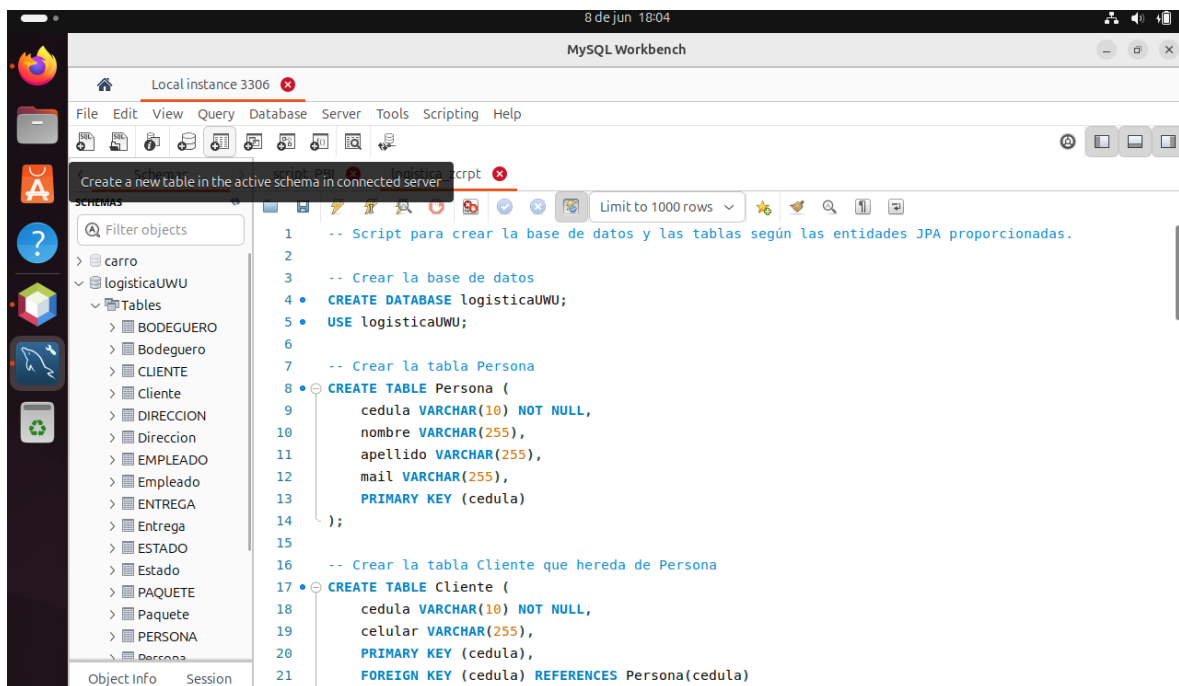 8 de jun 18:04
MySQL Workbench
Local instance 3306
File Edit View Query Database Server Tools Scripting Help
Create a new table in the active schema in connected server
SCHEMAS
Limit to 1000 rows
Filter objects
carro
logisticaUWU
Tables
BODEGUERO
Bodeguero
CLIENTE
Cliente
DIRECCION
Direccion
EMPLEADO
Empleado
ENTREGA
Entrega
ESTADO
Estado
PAQUETE
Paquete
PERSONA
Persona
Object Info Session
1 -- Script para crear la base de datos y las tablas según las entidades JPA proporcionadas.
2
3 -- Crear la base de datos
4 CREATE DATABASE logisticaUWU;
5 USE logisticaUWU;
6
7 -- Crear la tabla Persona
8 CREATE TABLE Persona (
9 cedula VARCHAR(10) NOT NULL,
10 nombre VARCHAR(255),
11 apellido VARCHAR(255),
12 mail VARCHAR(255),
13 PRIMARY KEY (cedula)
14 );
15
16 -- Crear la tabla Cliente que hereda de Persona
17 CREATE TABLE Cliente (
18 cedula VARCHAR(10) NOT NULL,
19 celular VARCHAR(255),
20 PRIMARY KEY (cedula),
21 FOREIGN KEY (cedula) REFERENCES Persona(cedula)